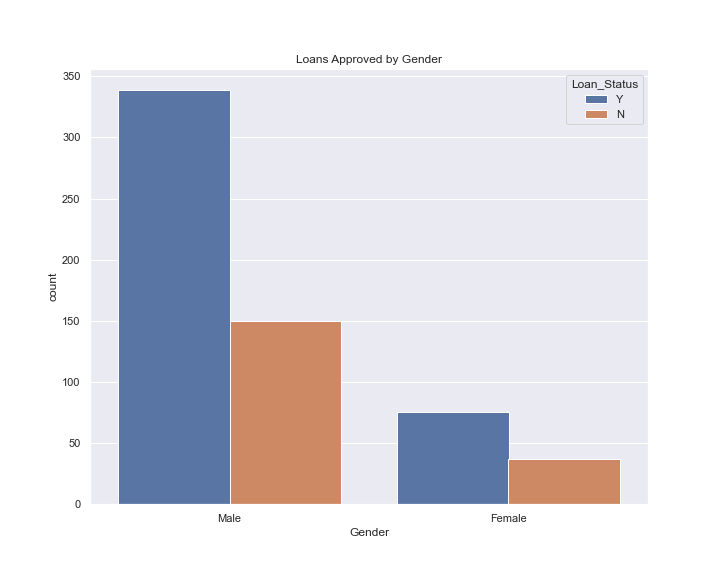 Loans Approved by Gender
350
300
250
200
150
100
50
0
count
Loan_Status
Y
N
Male
Female
Gender